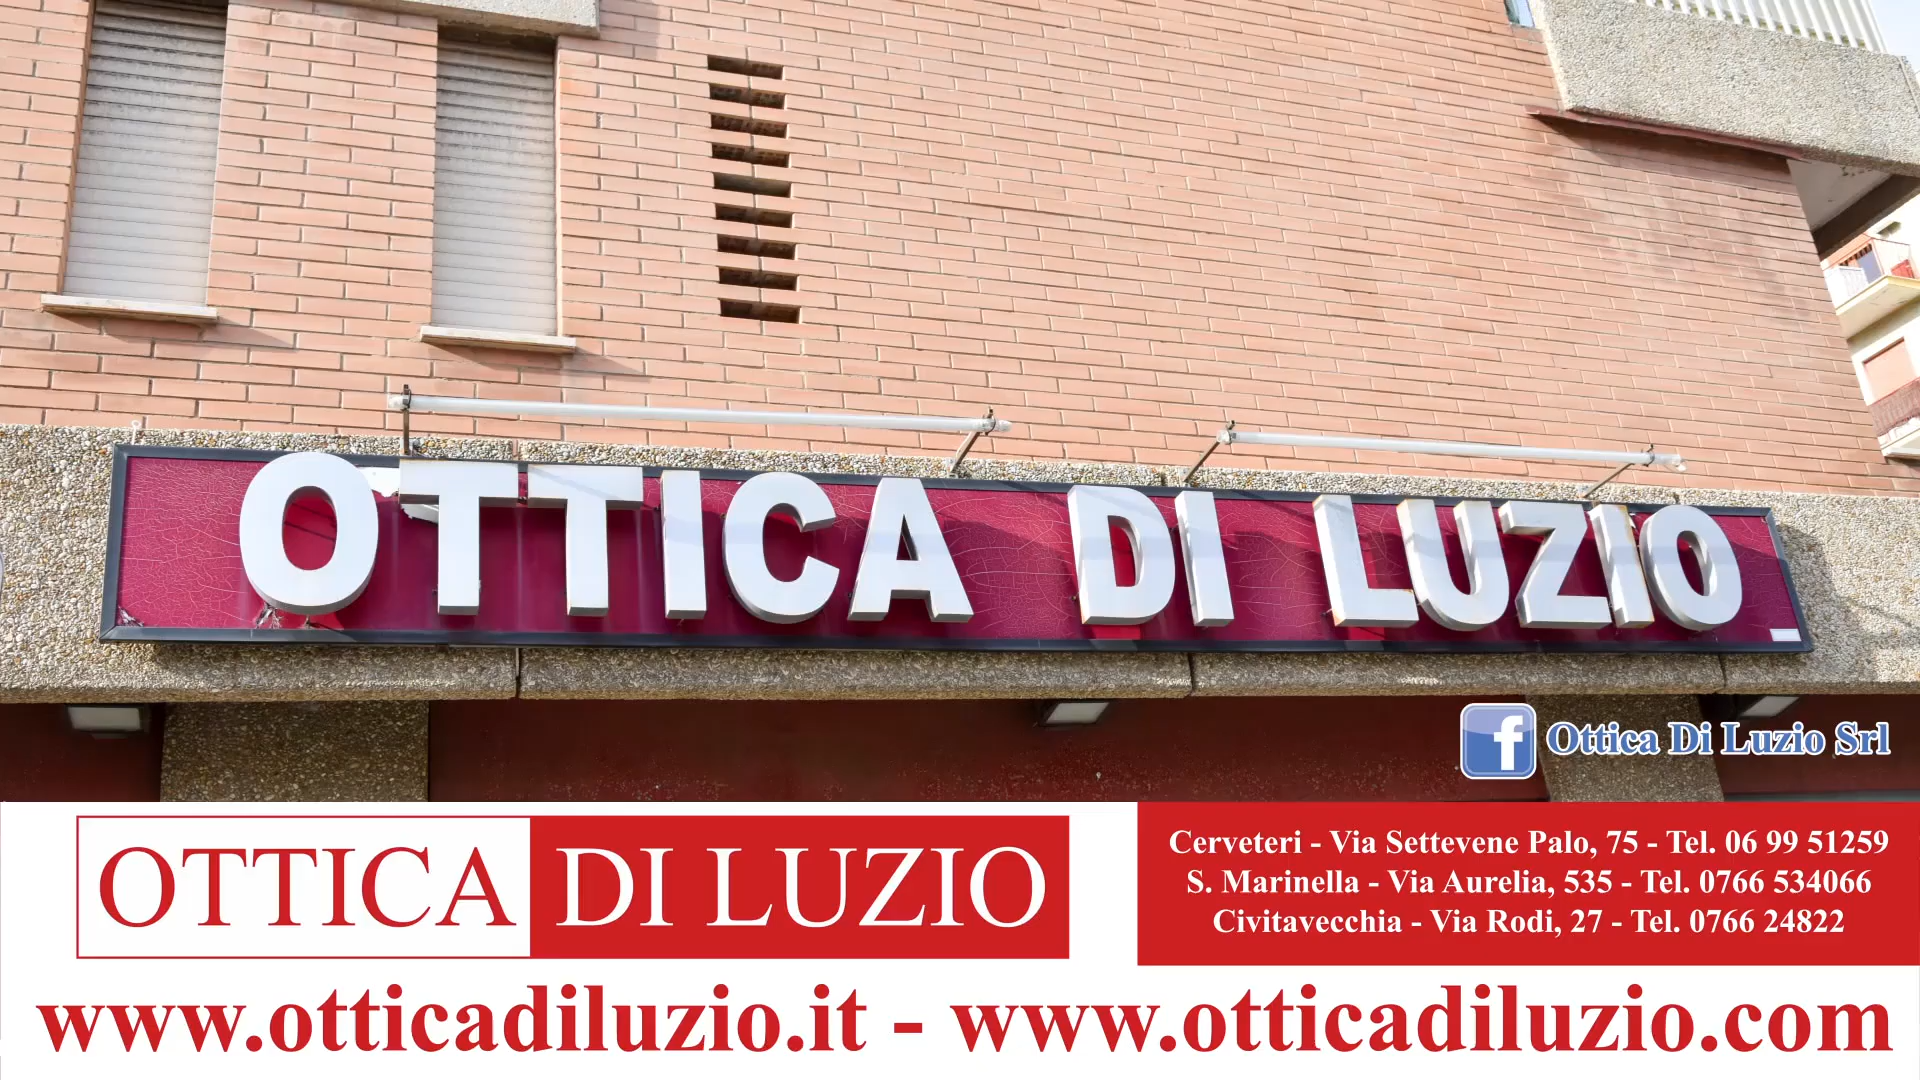 OTTICA DI LUZIO
f Ottica Di Luzio Srl
OTTICA DI LUZIO
Cerveteri - Via Settevene Palo, 75 - Tel. 06 99 51259
S. Marinella - Via Aurelia, 535 - Tel. 0766 534066
Civitavecchia - Via Rodi, 27 - Tel. 0766 24822
www.otticadiluzio.it - www.otticadiluzio.com